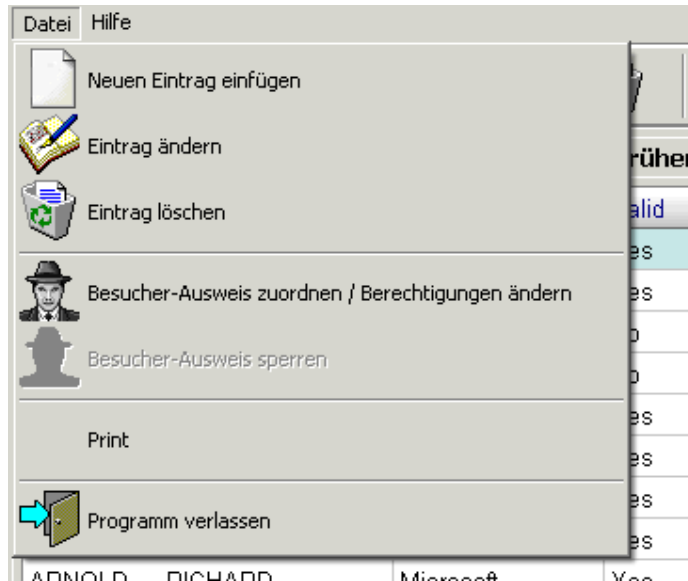 Datei Hilfe
Neuen Eintrag einfügen
Eintrag ändern
Eintrag löschen
Besucher-Ausweis zuordnen / Berechtigungen ändern
Besucher-Ausweis sperren
Print
Programm verlassen
ARNOLD RICHARD Microsoft Yes